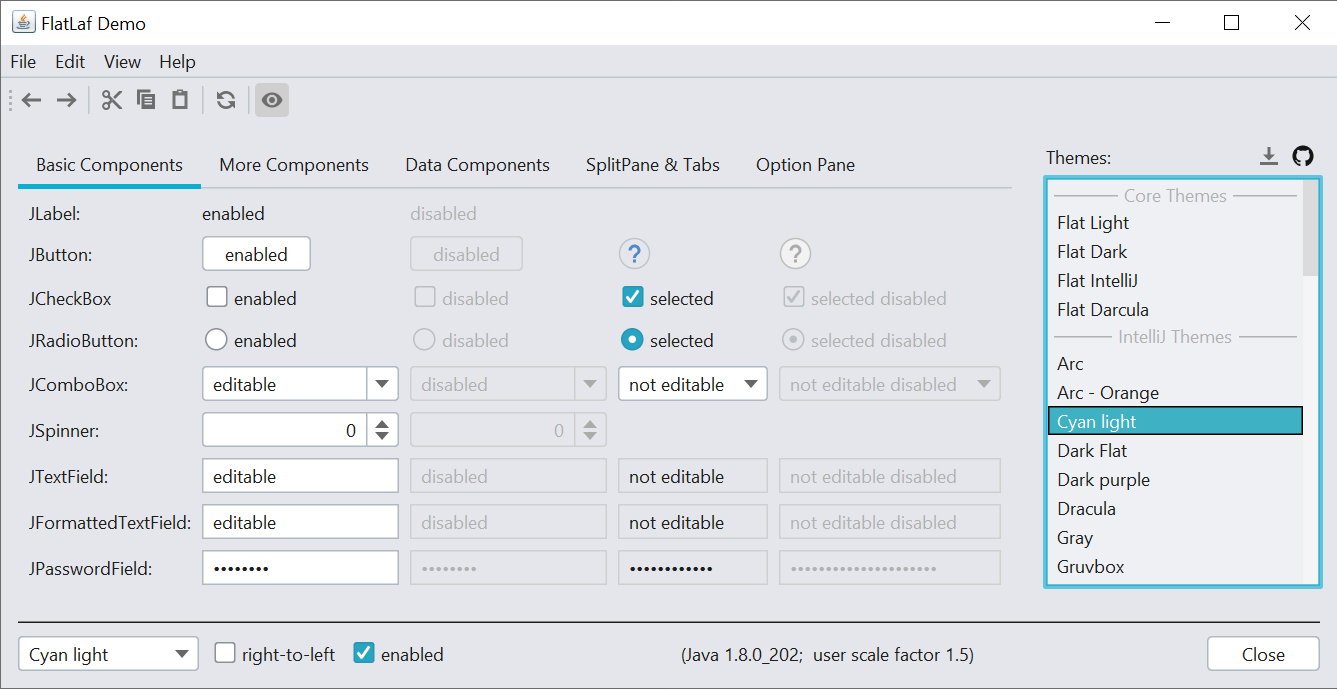 FlatLaf Demo
File Edit View Help
Basic Components More Components Data Components SplitPane & Tabs Option Pane
JLabel: enabled disabled
JButton: enabled disabled ? ?
JCheckBox enabled disabled selected selected disabled
JRadioButton: enabled disabled selected selected disabled
JComboBox: editable disabled not editable not editable disabled
JSpinner: 0 0
JTextField: editable disabled not editable not editable disabled
JFormattedTextField: editable disabled not editable not editable disabled
JPasswordField: •••••••• •••••••• •••••••••••• •••••••••••••••••••••
Themes:
Core Themes
Flat Light
Flat Dark
Flat IntelliJ
Flat Darcula
IntelliJ Themes
Arc
Arc - Orange
Cyan light
Dark Flat
Dark purple
Dracula
Gray
Gruvbox
Cyan light right-to-left enabled (Java 1.8.0_202; user scale factor 1.5) Close